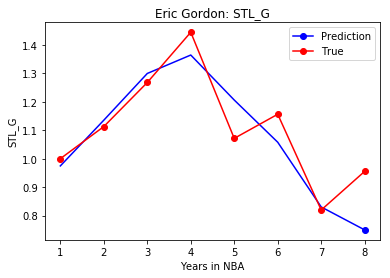 Eric Gordon: STL_G
Prediction
True
1.4
1.3
1.2
1.1
1.0
0.9
0.8
STL_G
1 2 3 4 5 6 7 8
Years in NBA